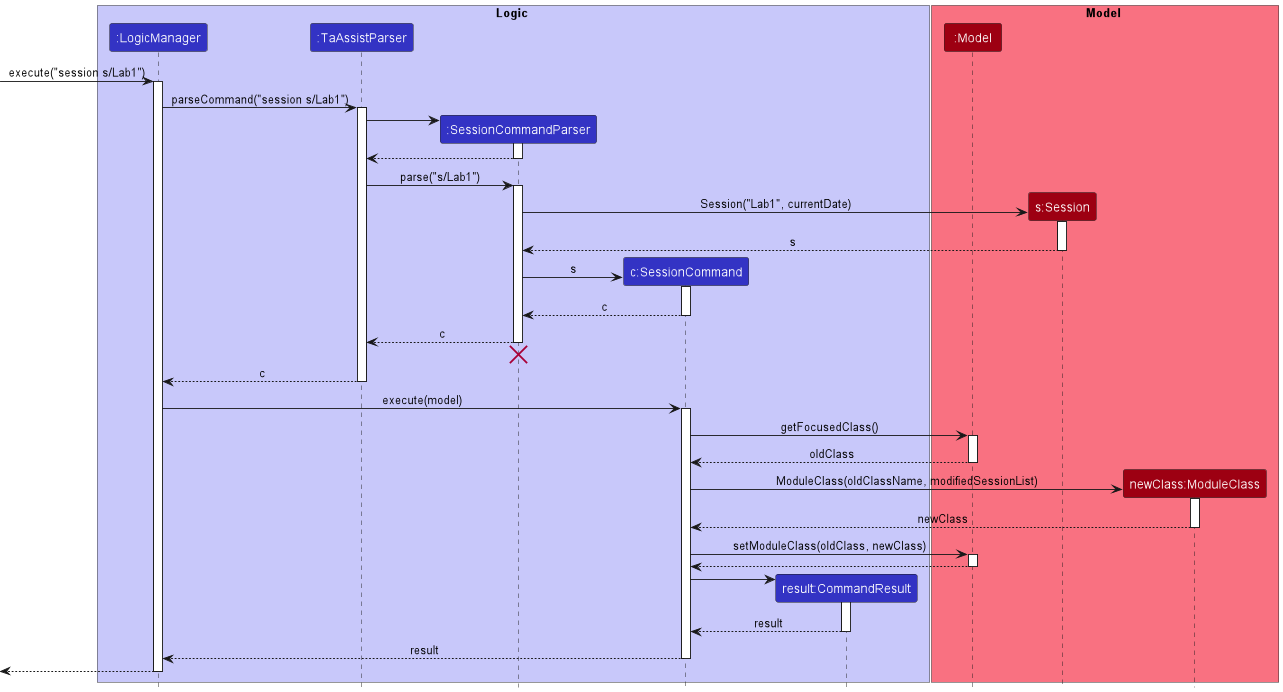 Logic
Model
:LogicManager
:TaAssistParser
:Model
execute("session s/Lab1")
parseCommand("session s/Lab1")
:SessionCommandParser
parse("s/Lab1")
Session("Lab1", currentDate)
s:Session
s
s
c:SessionCommand
c
c
c
execute(model)
getFocusedClass()
oldClass
ModuleClass(oldClassName, modifiedSessionList)
newClass:ModuleClass
newClass
setModuleClass(oldClass, newClass)
result:CommandResult
result
result